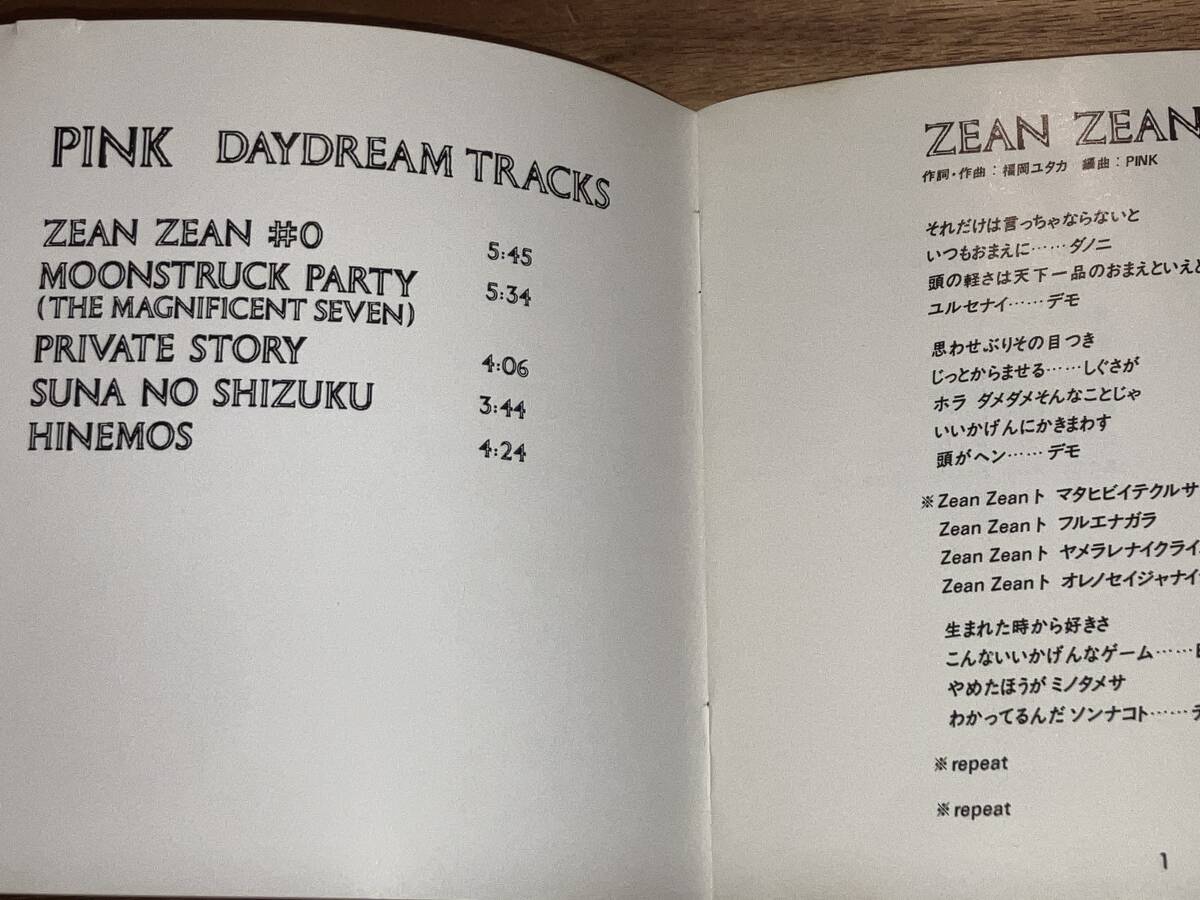 PINK DAYDREAM TRACKS
ZEAN ZEAN #0 5:45
MOONSTRUCK PARTY 5:34
(THE MAGNIFICENT SEVEN)
PRIVATE STORY 4:06
SUNA NO SHIZUKU 3:44
HINEMOS 4:24
ZEAN ZEAN
作詞・作曲：福岡ユタカ 編曲：PINK
それだけは言っちゃならないと
いつもおまえに……ダノニ
頭の軽さは天下一品のおまえといえど
ユルセナイ……デモ
思わせぶりその目つき
じっとからませる……しぐさが
ホラ ダメダメそんなことじゃ
いいかげんにかきまわす
頭がヘン……デモ
※Zean Zeanト マタヒビイテクルサ
Zean Zeanト フルエナガラ
Zean Zeanト ヤメラレナイクライ
Zean Zeanト オレノセイジャナイ
生まれた時から好きさ
こんないいかげんなゲーム……
やめたほうがミノタメサ
わかってるんだソンナコト……
※repeat
※repeat
1